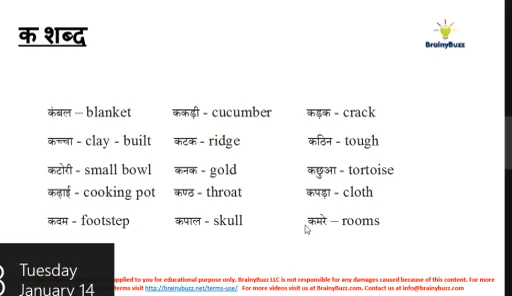 क शब्द
BrainyBuzz
कंबल – blanket ककड़ी - cucumber कड़क - crack
कच्चा - clay - built कटक - ridge कठिन - tough
कटोरी - small bowl कनक - gold कछुआ - tortoise
कढ़ाई - cooking pot कण्ठ - throat कपड़ा - cloth
कदम - footstep कपाल - skull कमरे – rooms
Tuesday
January 14
upplied to you for educational purpose only. BrainyBuzz LLC is not responsible for any damages caused because of this content. For more
terms visit http://brainybuzz.net/terms-use/ For more videos visit us at BrainyBuzz.com. Contact us at info@brainybuzz.com